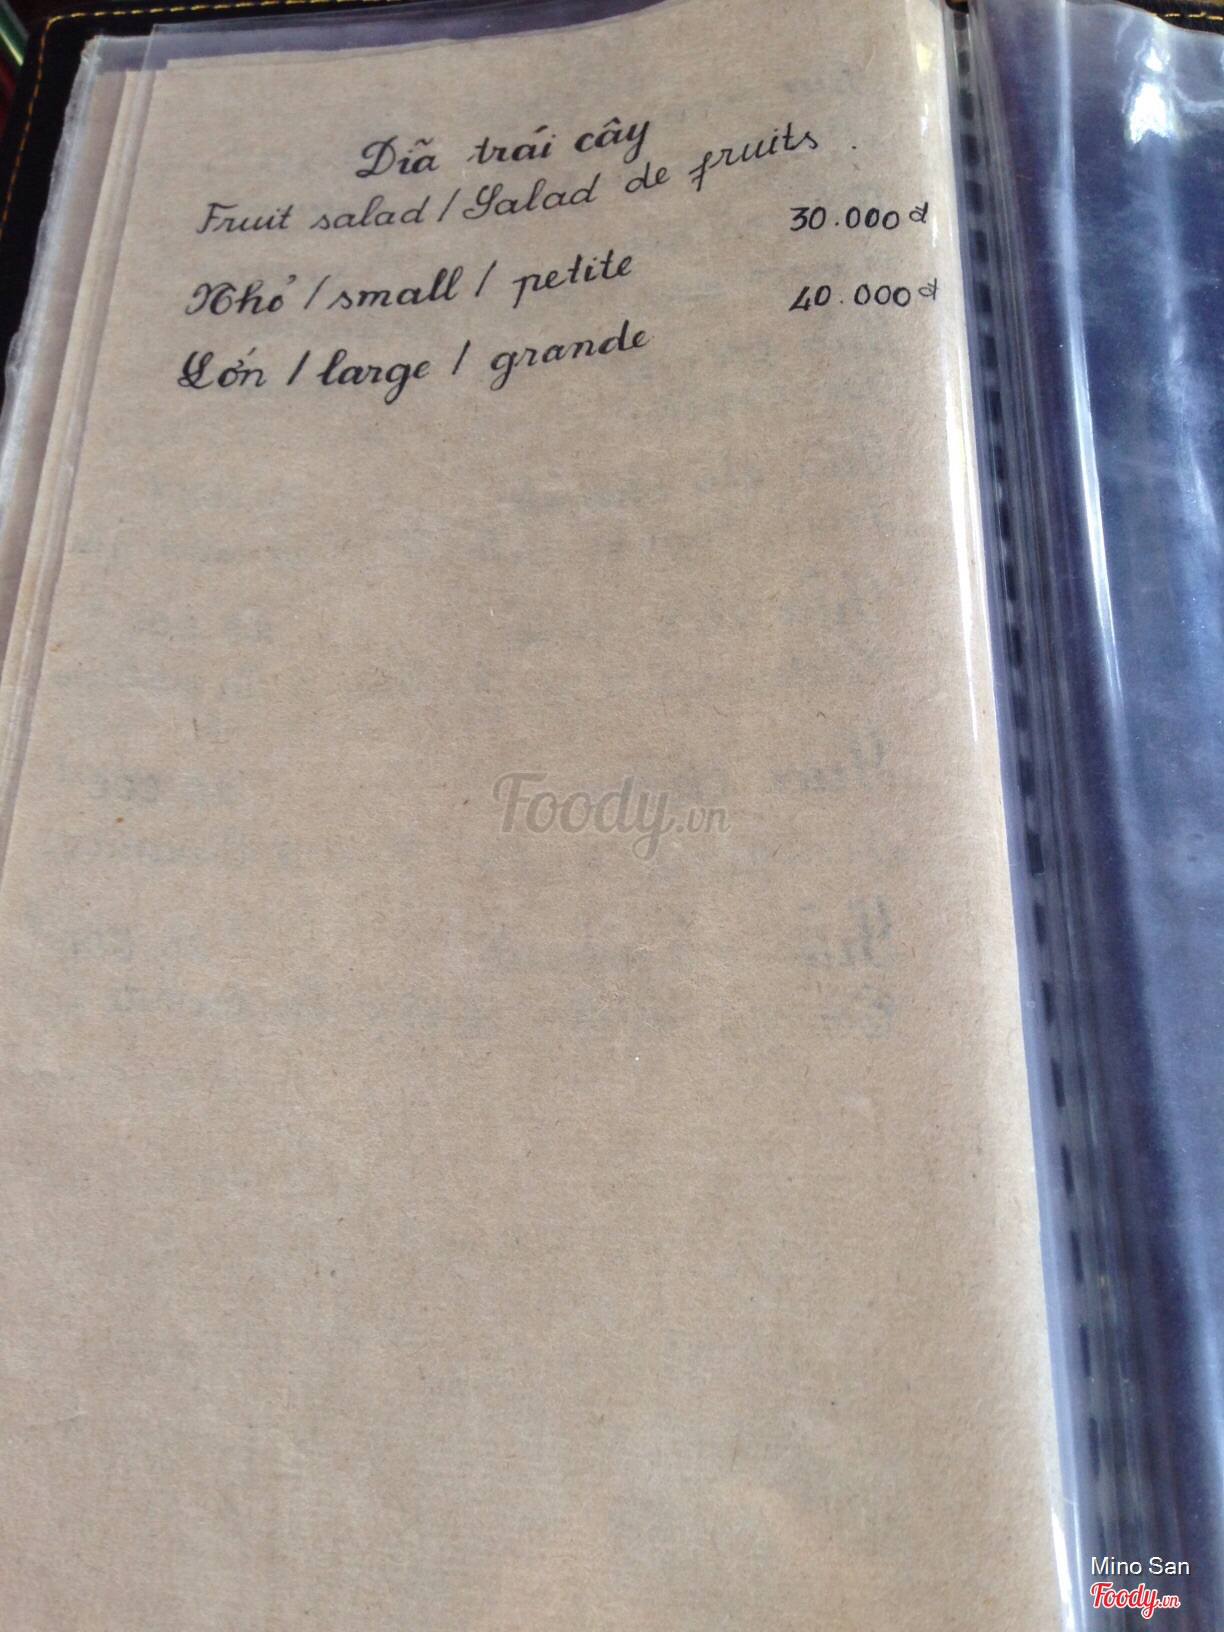 Dĩa trái cây
Fruit salad / Salad de fruits.
Nhỏ / small / petite 30.000đ
Lớn / large / grande 40.000đ
Foody.vn
Mino San
Foody.vn